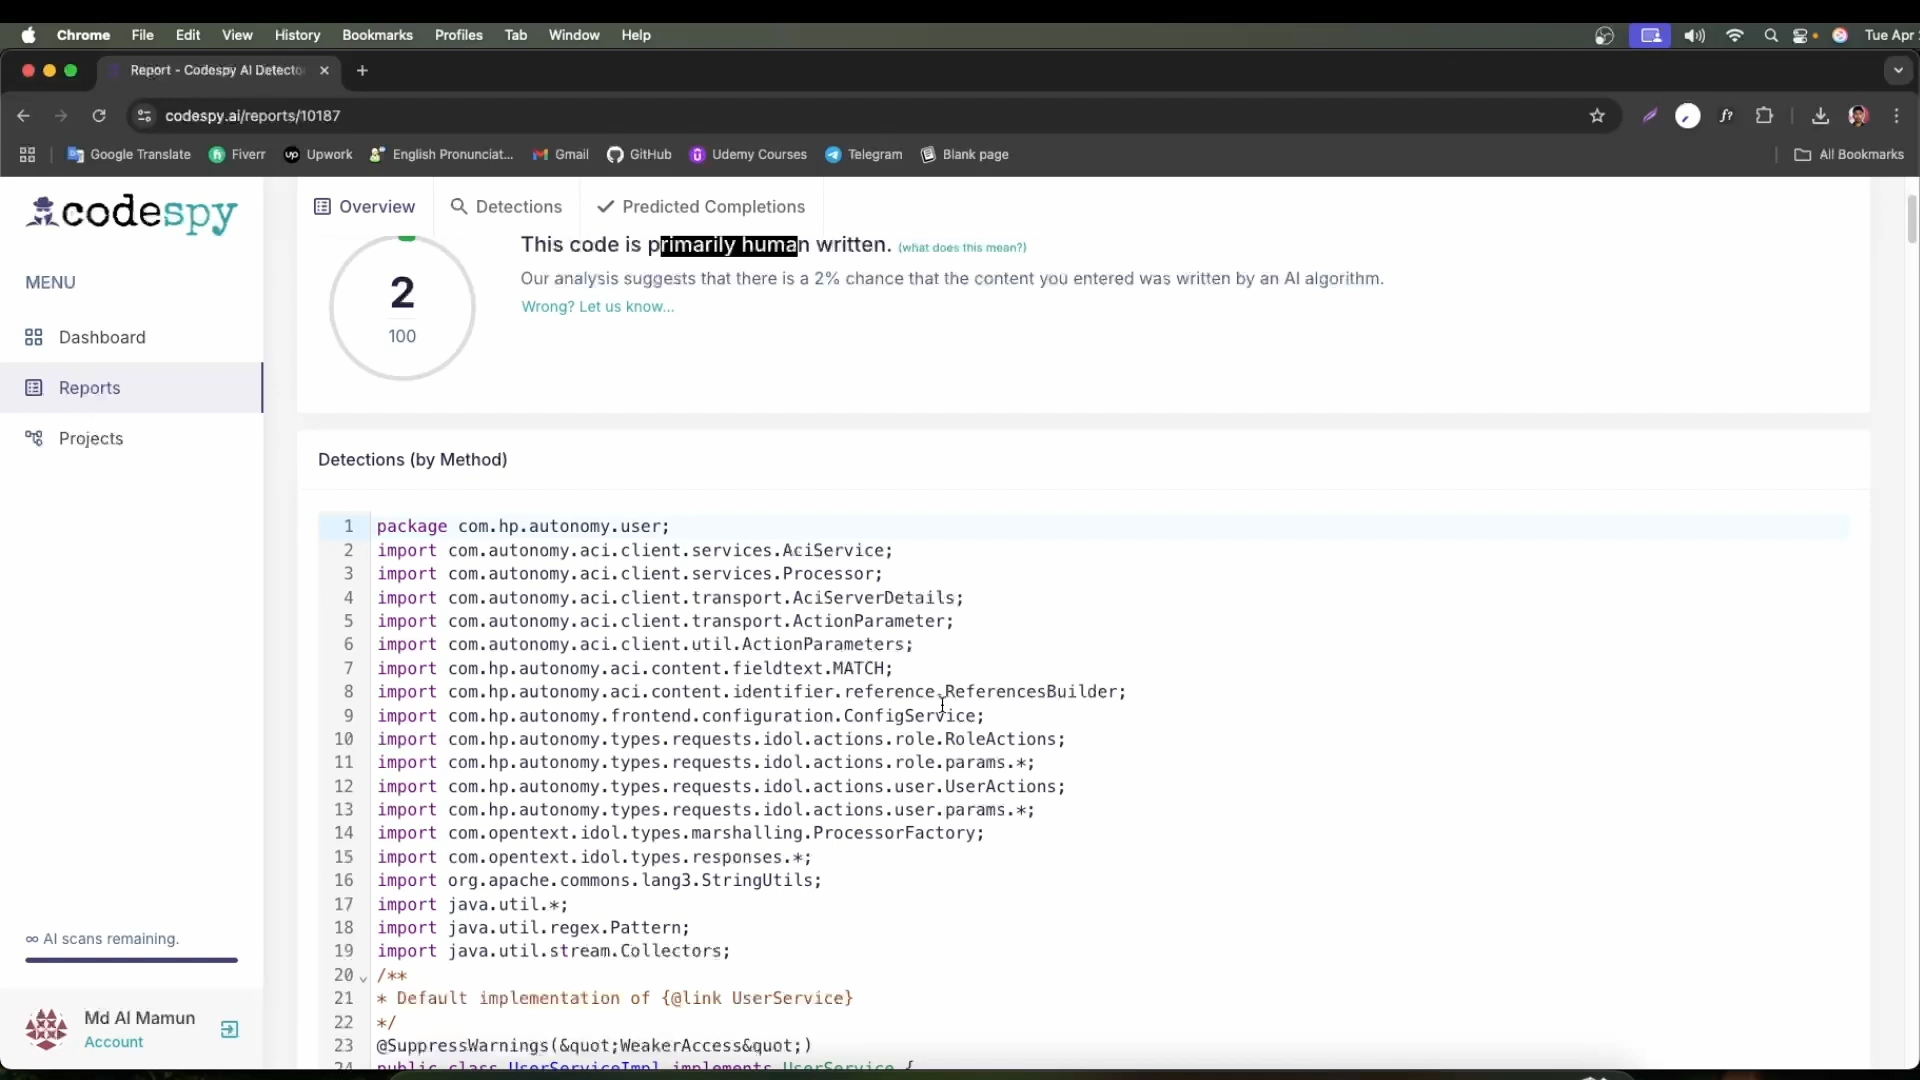 Chrome File Edit View History Bookmarks Profiles Tab Window Help Tue Apr
Report - Codespy AI Detecto
codespy.ai/reports/10187
Google Translate Fiverr Upwork English Pronunciat... Gmail GitHub Udemy Courses Telegram Blank page All Bookmarks
codespy
MENU
Dashboard
Reports
Projects
∞ AI scans remaining.
Md Al Mamun
Account
Overview Detections Predicted Completions
2
100
This code is primarily human written. (what does this mean?)
Our analysis suggests that there is a 2% chance that the content you entered was written by an AI algorithm.
Wrong? Let us know...
Detections (by Method)
1 package com.hp.autonomy.user;
2 import com.autonomy.aci.client.services.AciService;
3 import com.autonomy.aci.client.services.Processor;
4 import com.autonomy.aci.client.transport.AciServerDetails;
5 import com.autonomy.aci.client.transport.ActionParameter;
6 import com.autonomy.aci.client.util.ActionParameters;
7 import com.hp.autonomy.aci.content.fieldtext.MATCH;
8 import com.hp.autonomy.aci.content.identifier.reference.ReferencesBuilder;
9 import com.hp.autonomy.frontend.configuration.ConfigService;
10 import com.hp.autonomy.types.requests.idol.actions.role.RoleActions;
11 import com.hp.autonomy.types.requests.idol.actions.role.params.*;
12 import com.hp.autonomy.types.requests.idol.actions.user.UserActions;
13 import com.hp.autonomy.types.requests.idol.actions.user.params.*;
14 import com.opentext.idol.types.marshalling.ProcessorFactory;
15 import com.opentext.idol.types.responses.*;
16 import org.apache.commons.lang3.StringUtils;
17 import java.util.*;
18 import java.util.regex.Pattern;
19 import java.util.stream.Collectors;
20 /**
21 * Default implementation of {@link UserService}
22 */
23 @SuppressWarnings(&quot;WeakerAccess&quot;)
24 public class UserServiceImpl implements UserService {